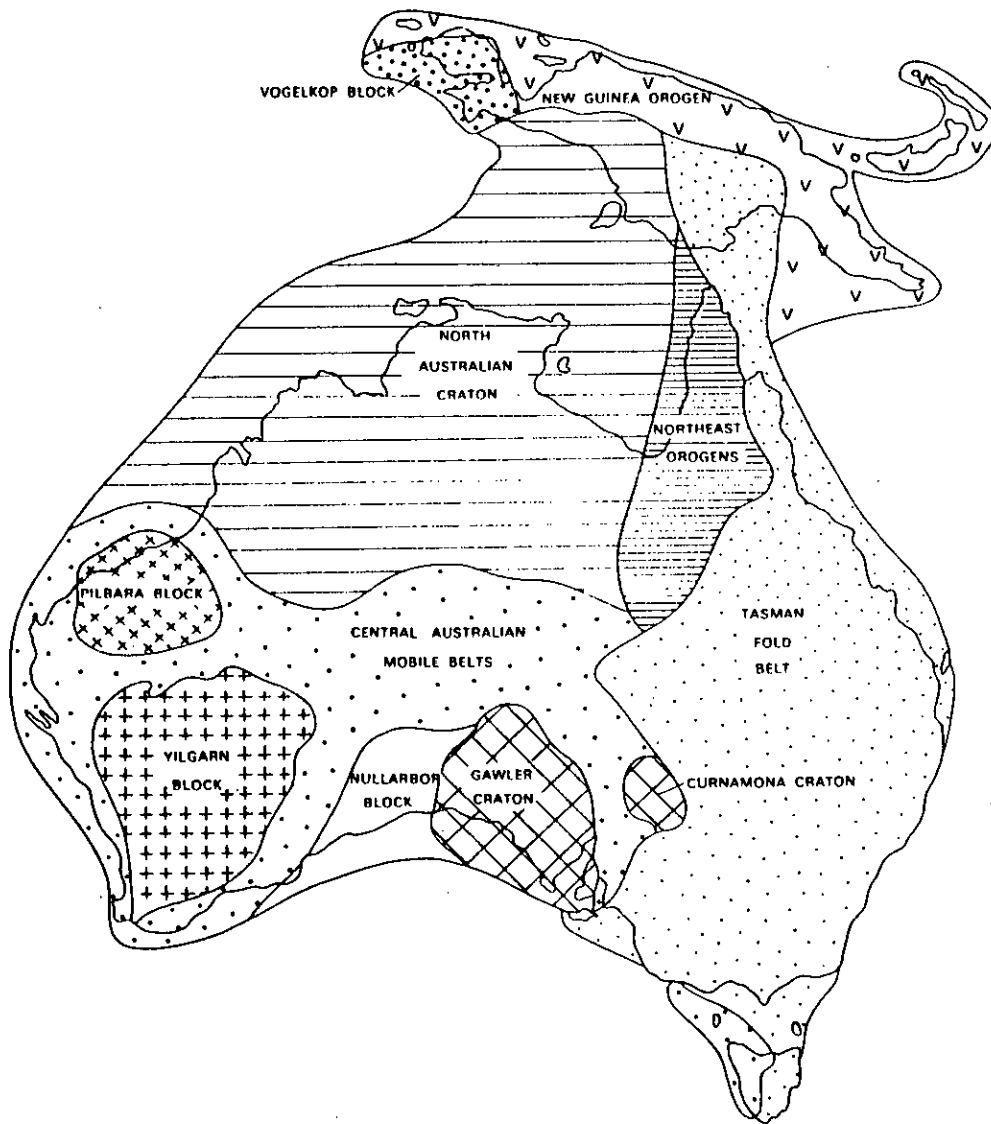 VOGELKOP BLOCK
NEW GUINEA OROGEN
NORTH
AUSTRALIAN
CRATON
NORTHEAST
OROGENS
PILBARA BLOCK
CENTRAL AUSTRALIAN
MOBILE BELTS
TASMAN
FOLD
BELT
YILGARN
BLOCK
NULLARBOR
BLOCK
GAWLER
CRATON
CURNAMONA CRATON